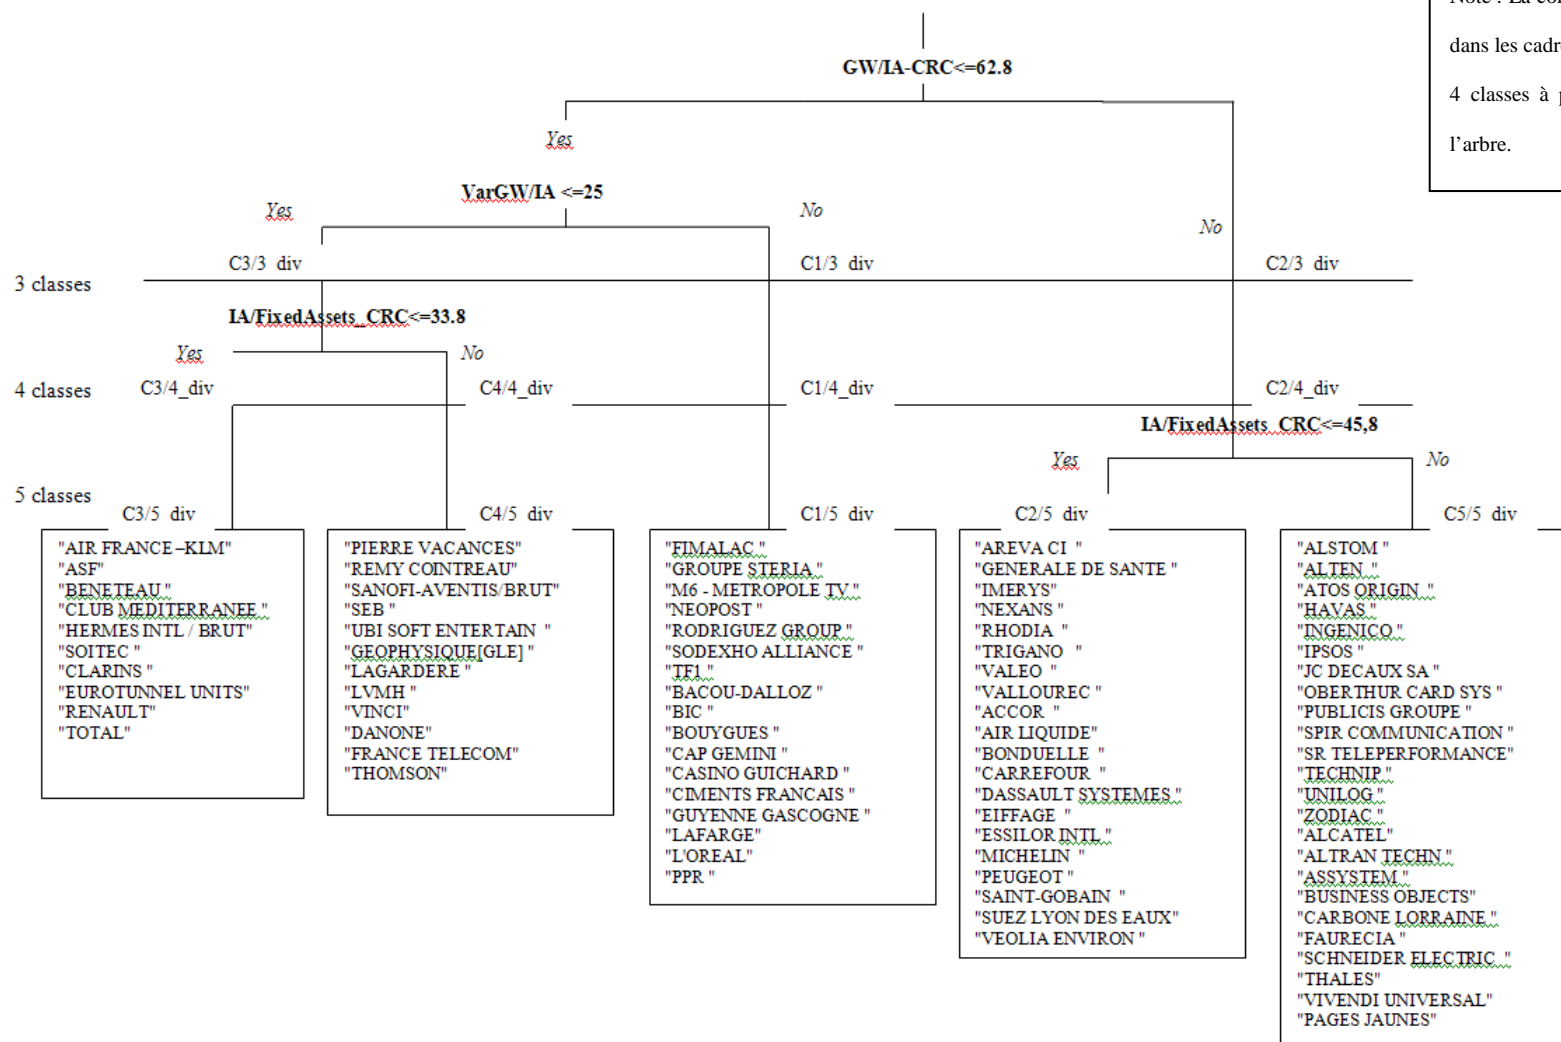 Note : La
dans les
4 classes à
l'arbre.
GW/IA-CRC<=62.8
Yes
VarGW/IA <=25
Yes
No
No
C3/3 div
C1/3 div
C2/3 div
3 classes
IA/FixedAssets_CRC<=33.8
Yes
No
4 classes
C3/4_div
C4/4_div
C1/4_div
C2/4_div
IA/FixedAssets CRC<=45,8
Yes
No
5 classes
C3/5 div
C4/5 div
C1/5 div
C2/5 div
C5/5 div
"AIR FRANCE –KLM"
"ASF"
"BENETEAU "
"CLUB MEDITERRANEE "
"HERMES INTL / BRUT"
"SOITEC "
"CLARINS "
"EUROTUNNEL UNITS"
"RENAULT"
"TOTAL"
"PIERRE VACANCES"
"REMY COINTREAU"
"SANOFI-AVENTIS/BRUT"
"SEB "
"UBI SOFT ENTERTAIN "
"GEOPHYSIQUE[GLE] "
"LAGARDERE "
"LVMH "
"VINCI"
"DANONE"
"FRANCE TELECOM"
"THOMSON"
"FIMALAC "
"GROUPE STERIA "
"M6 - METROPOLE TV "
"NEOPOST "
"RODRIGUEZ GROUP "
"SODEXHO ALLIANCE "
"TF1 "
"BACOU-DALLOZ "
"BIC "
"BOUYGUES "
"CAP GEMINI "
"CASINO GUICHARD "
"CIMENTS FRANCAIS "
"GUYENNE GASCOGNE "
"LAFARGE"
"L'OREAL"
"PPR "
"AREVA CI "
"GENERALE DE SANTE "
"IMERYS"
"NEXANS "
"RHODIA "
"TRIGANO "
"VALEO "
"VALLOUREC "
"ACCOR "
"AIR LIQUIDE"
"BONDUELLE "
"CARREFOUR "
"DASSAULT SYSTEMES "
"EIFFAGE "
"ESSILOR INTL "
"MICHELIN "
"PEUGEOT "
"SAINT-GOBAIN "
"SUEZ LYON DES EAUX"
"VEOLIA ENVIRON "
"ALSTOM "
"ALTEN "
"ATOS ORIGIN "
"HAVAS "
"INGENICO "
"IPSOS "
"JC DECAUX SA "
"OBERTHUR CARD SYS "
"PUBLICIS GROUPE "
"SPIR COMMUNICATION "
"SR TELEPERFORMANCE"
"TECHNIP "
"UNILOG "
"ZODIAC "
"ALCATEL"
"ALTRAN TECHN "
"ASSYSTEM "
"BUSINESS OBJECTS"
"CARBONE LORRAINE "
"FAURECIA "
"SCHNEIDER ELECTRIC "
"THALES"
"VIVENDI UNIVERSAL"
"PAGES JAUNES"